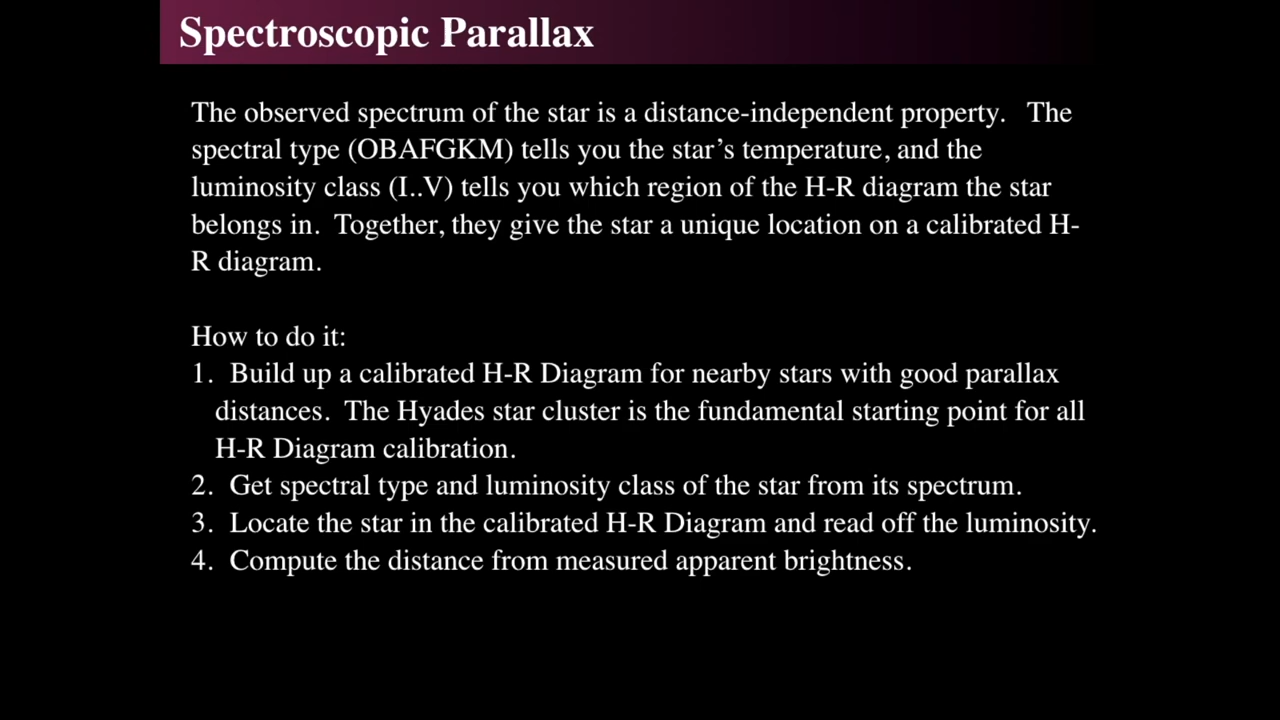 Spectroscopic Parallax
The observed spectrum of the star is a distance-independent property.   The
spectral type (OBAFGKM) tells you the star’s temperature, and the
luminosity class (I..V) tells you which region of the H-R diagram the star
belongs in.  Together, they give the star a unique location on a calibrated H-
R diagram.
How to do it:
1.  Build up a calibrated H-R Diagram for nearby stars with good parallax
distances.  The Hyades star cluster is the fundamental starting point for all
H-R Diagram calibration.
2.  Get spectral type and luminosity class of the star from its spectrum.
3.  Locate the star in the calibrated H-R Diagram and read off the luminosity.
4.  Compute the distance from measured apparent brightness.